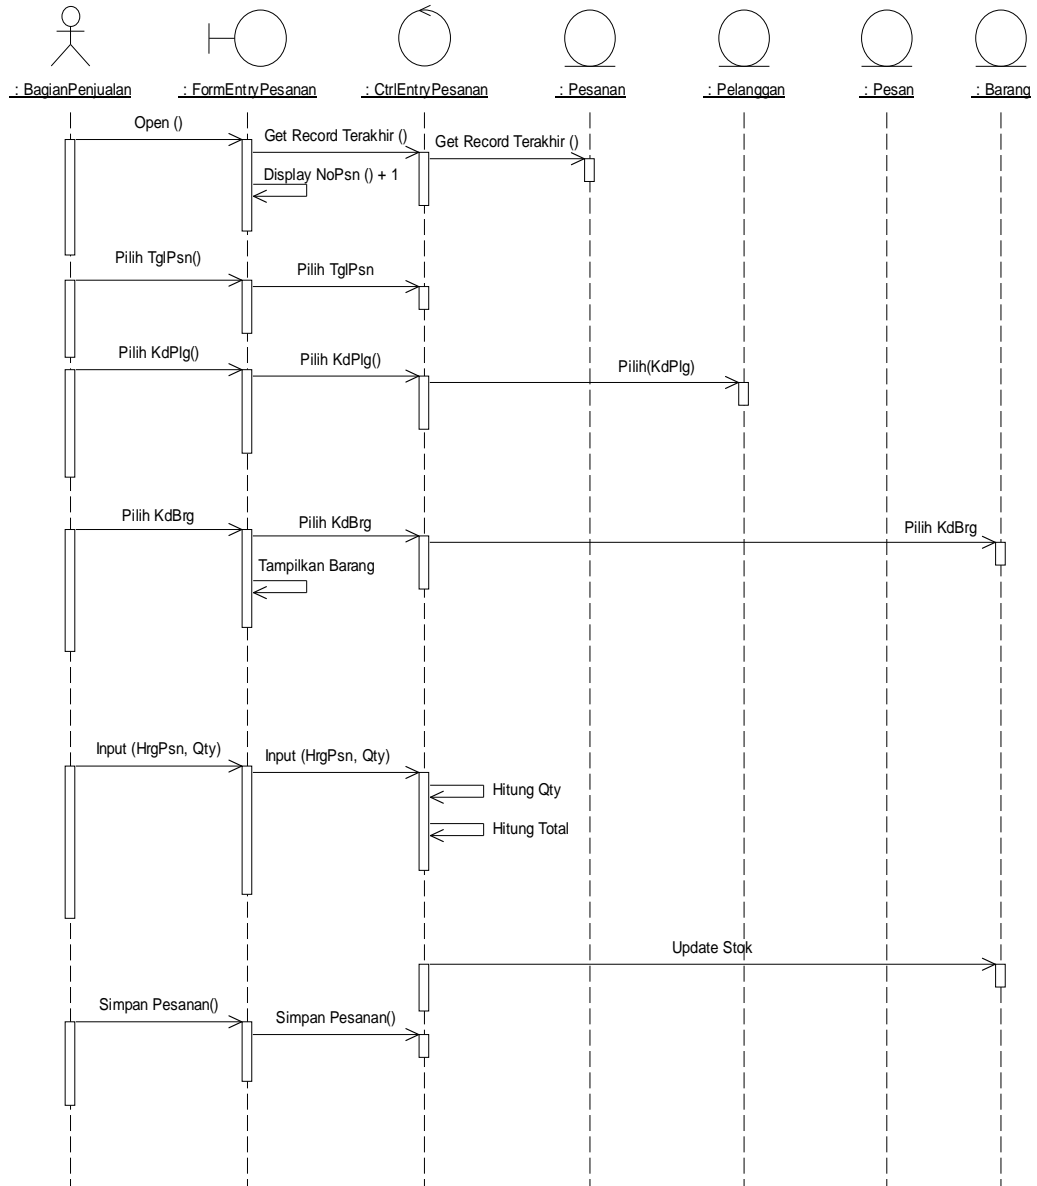 : BagianPenjualan
: FormEntryPesanan
: CtrlEntryPesanan
: Pesanan
: Pelanggan
: Pesan
: Barang
Open ()
Get Record Terakhir ()
Get Record Terakhir ()
Display NoPsn () + 1
Pilih TglPsn()
Pilih TglPsn
Pilih KdPlg()
Pilih KdPlg()
Pilih(KdPlg)
Pilih KdBrg
Pilih KdBrg
Pilih KdBrg
Tampilkan Barang
Input (HrgPsn, Qty)
Input (HrgPsn, Qty)
Hitung Qty
Hitung Total
Update Stok
Simpan Pesanan()
Simpan Pesanan()